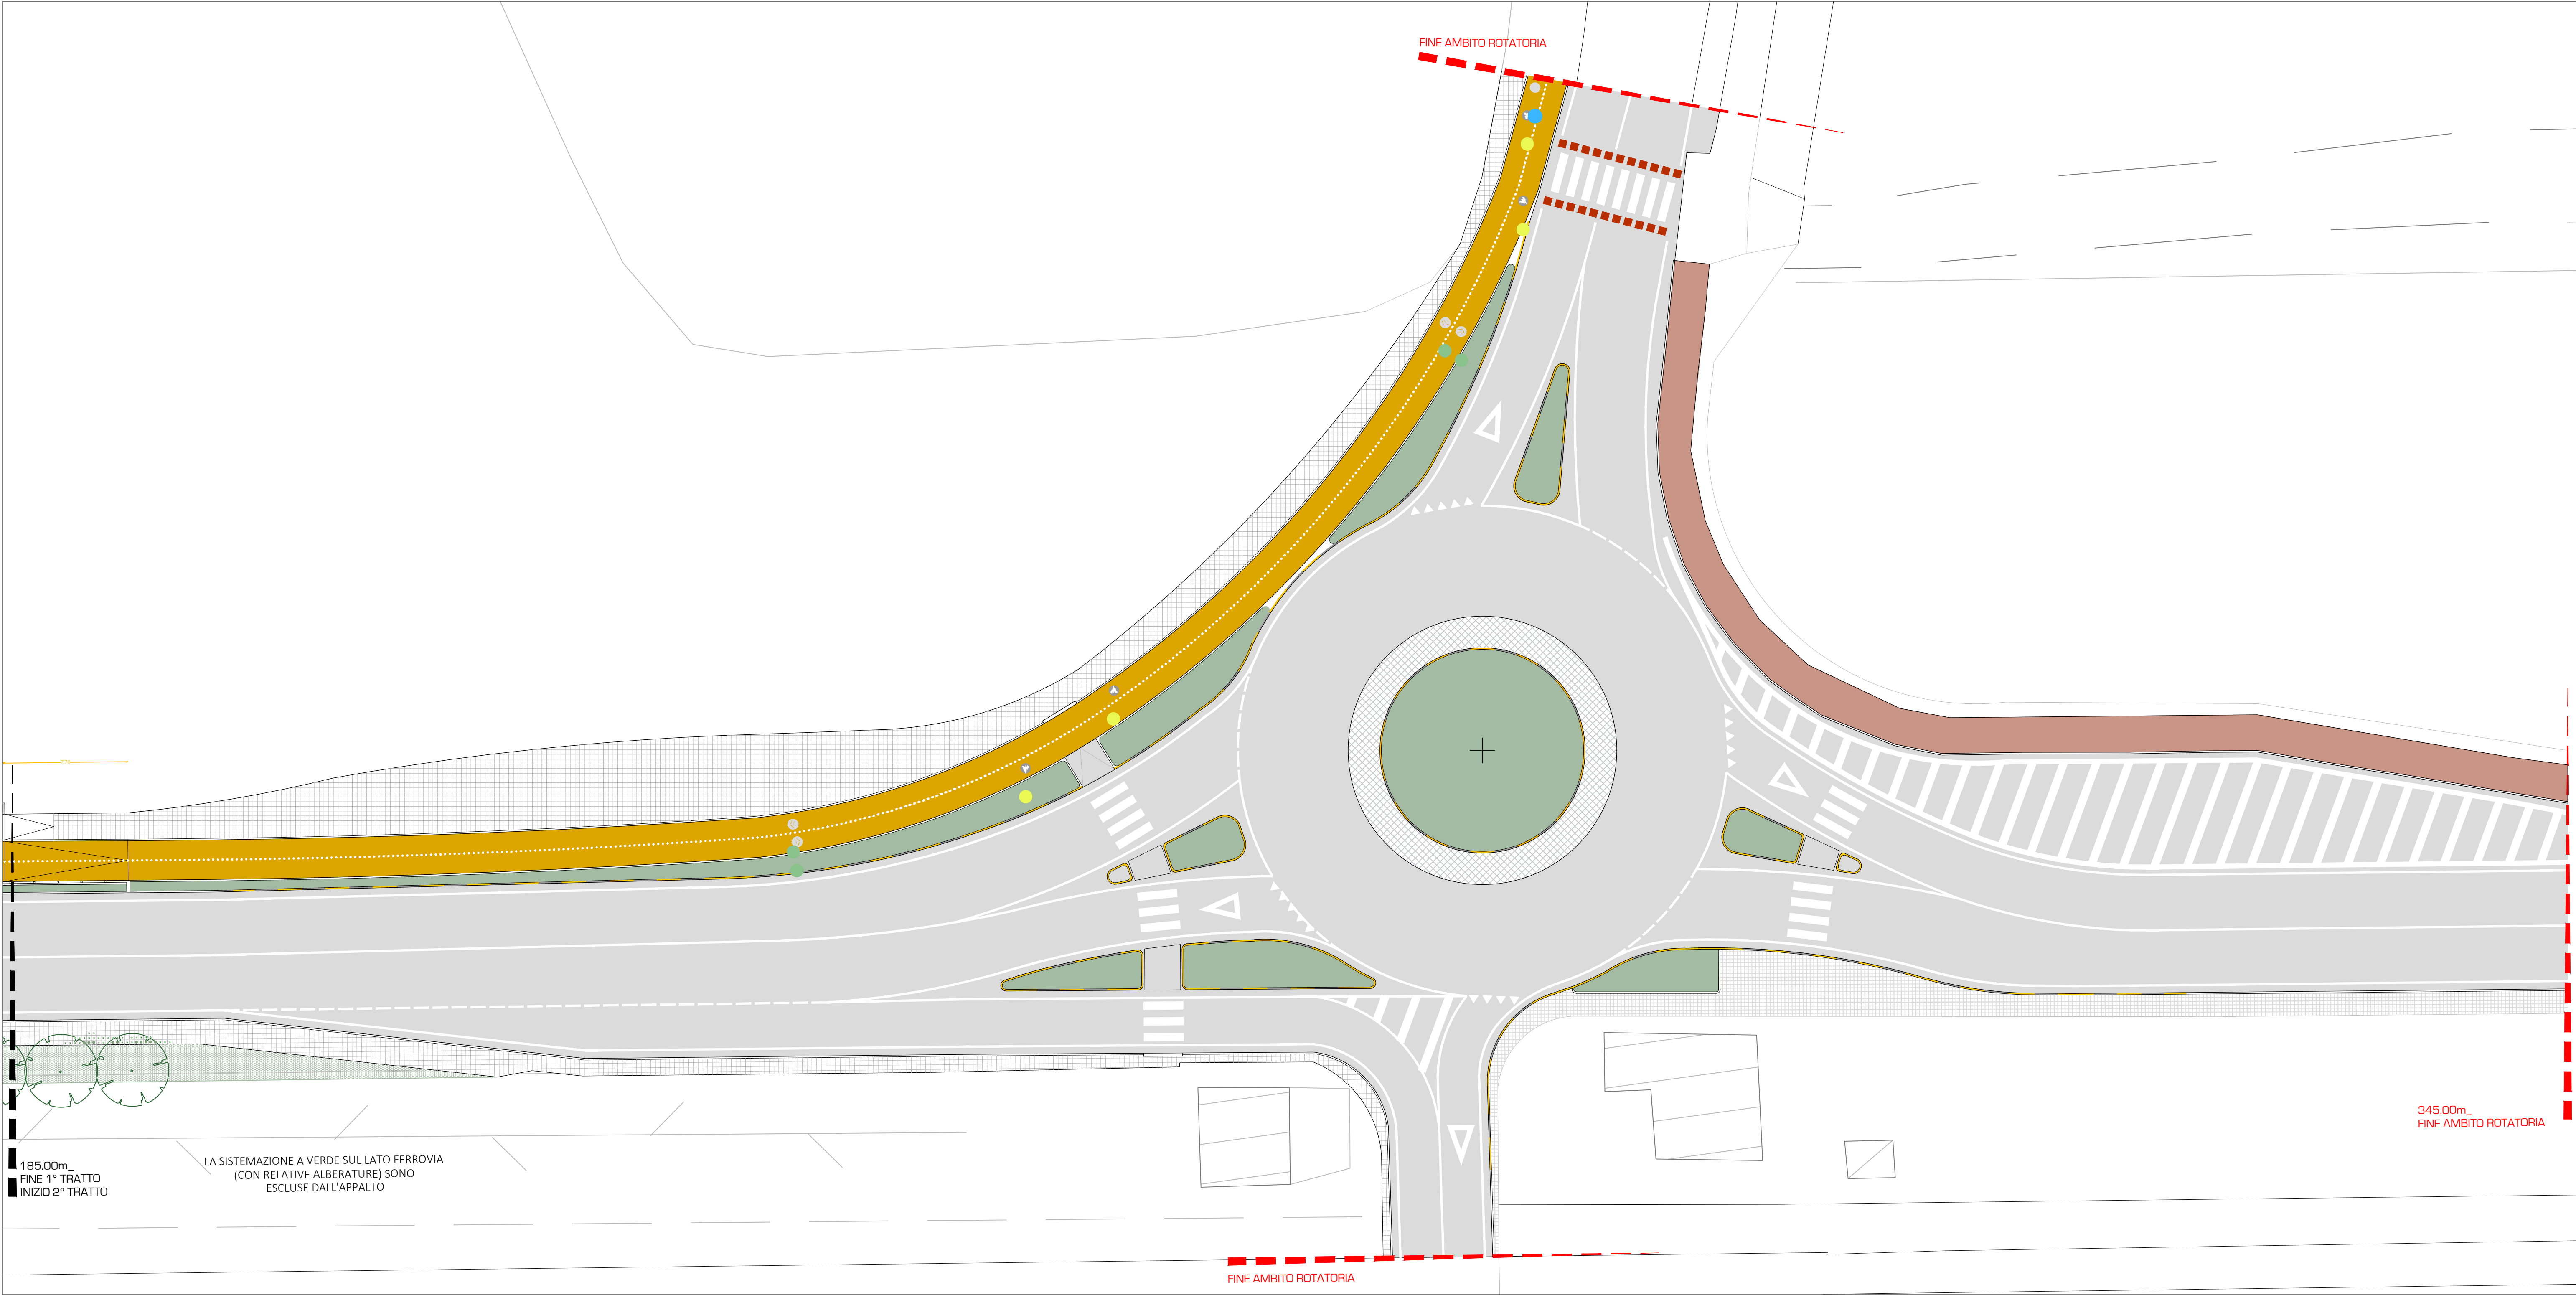 FINE AMBITO ROTATORIA
345.00m_
FINE AMBITO ROTATORIA
185.00m_
FINE 1° TRATTO
INIZIO 2° TRATTO
LA SISTEMAZIONE A VERDE SUL LATO FERROVIA
(CON RELATIVE ALBERATURE) SONO
ESCLUSE DALL'APPALTO
FINE AMBITO ROTATORIA